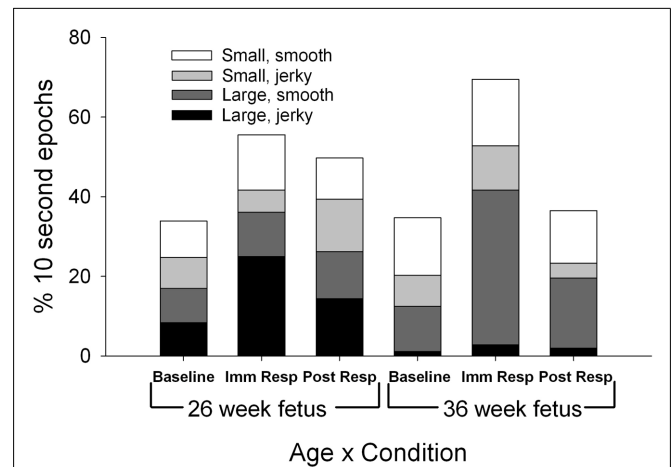 80
60
40
20
0
% 10 second epochs
Small, smooth
Small, jerky
Large, smooth
Large, jerky
Baseline Imm Resp Post Resp Baseline Imm Resp Post Resp
26 week fetus 36 week fetus
Age x Condition